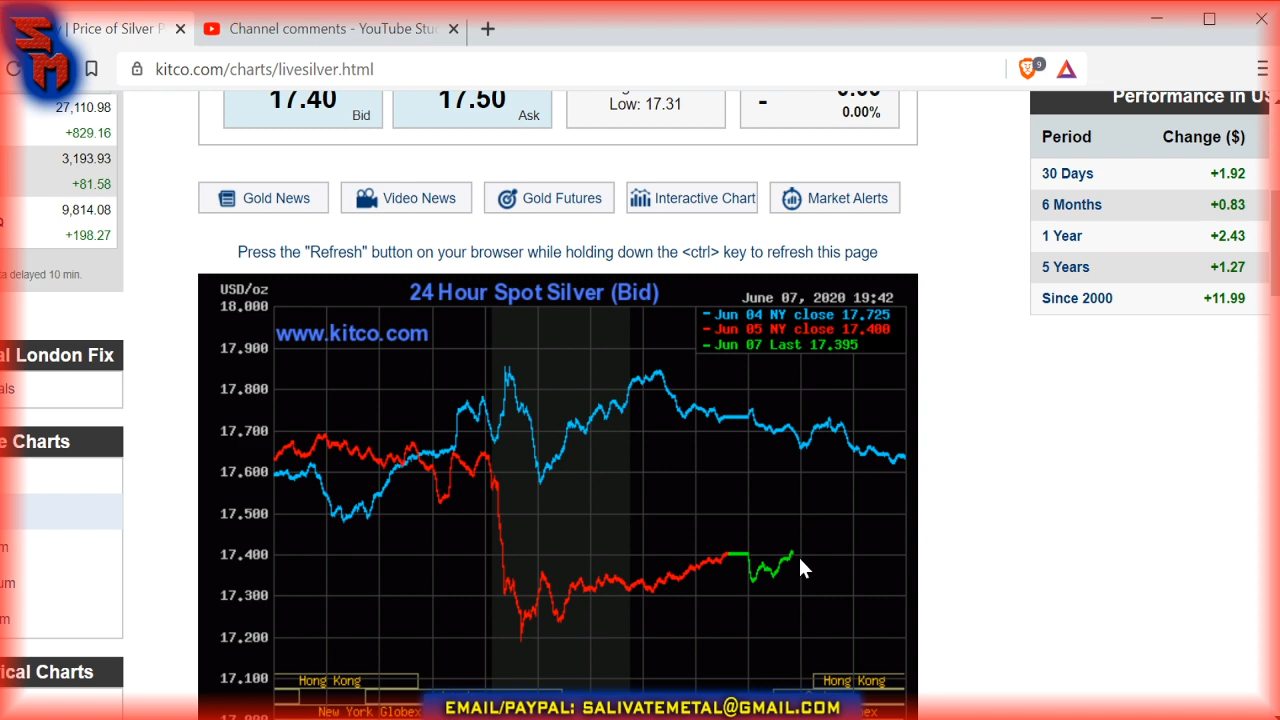 SM
| Price of Silver P
Channel comments - YouTube Stu
kitco.com/charts/livesilver.html
9
27,110.98
+829.16
3,193.93
+81.58
9,814.08
+198.27
delayed 10 min.
17.40
Bid
17.50
Ask
Low: 17.31
-
0.00%
Performance in US
Period Change ($)
30 Days +1.92
6 Months +0.83
1 Year +2.43
5 Years +1.27
Since 2000 +11.99
Gold News
Video News
Gold Futures
Interactive Chart
Market Alerts
Press the "Refresh" button on your browser while holding down the <ctrl> key to refresh this page
al London Fix
als
e Charts
m
um
m
ical Charts
USD/oz
24 Hour Spot Silver (Bid)
June 07, 2020 19:42
www.kitco.com
Jun 04 NY close 17.725
Jun 05 NY close 17.400
Jun 07 Last 17.395
18.000
17.900
17.800
17.700
17.600
17.500
17.400
17.300
17.200
17.100
Hong Kong
Hong Kong
New York Globex
EMAIL/PAYPAL: SALIVATEMETAL@GMAIL.COM